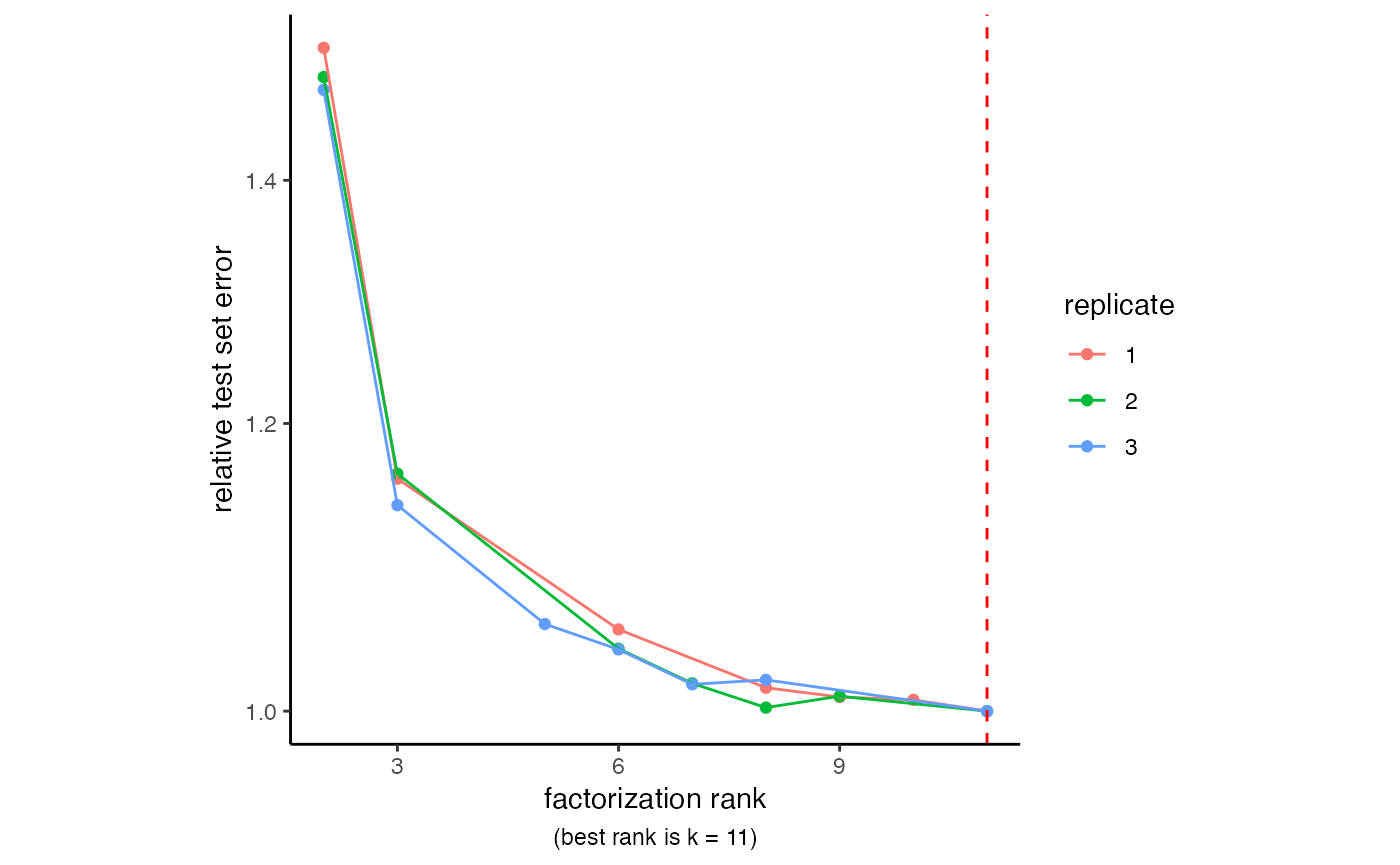 relative test set error
1.4
1.2
1.0
3 6 9
factorization rank
(best rank is k = 11)
replicate
1
2
3